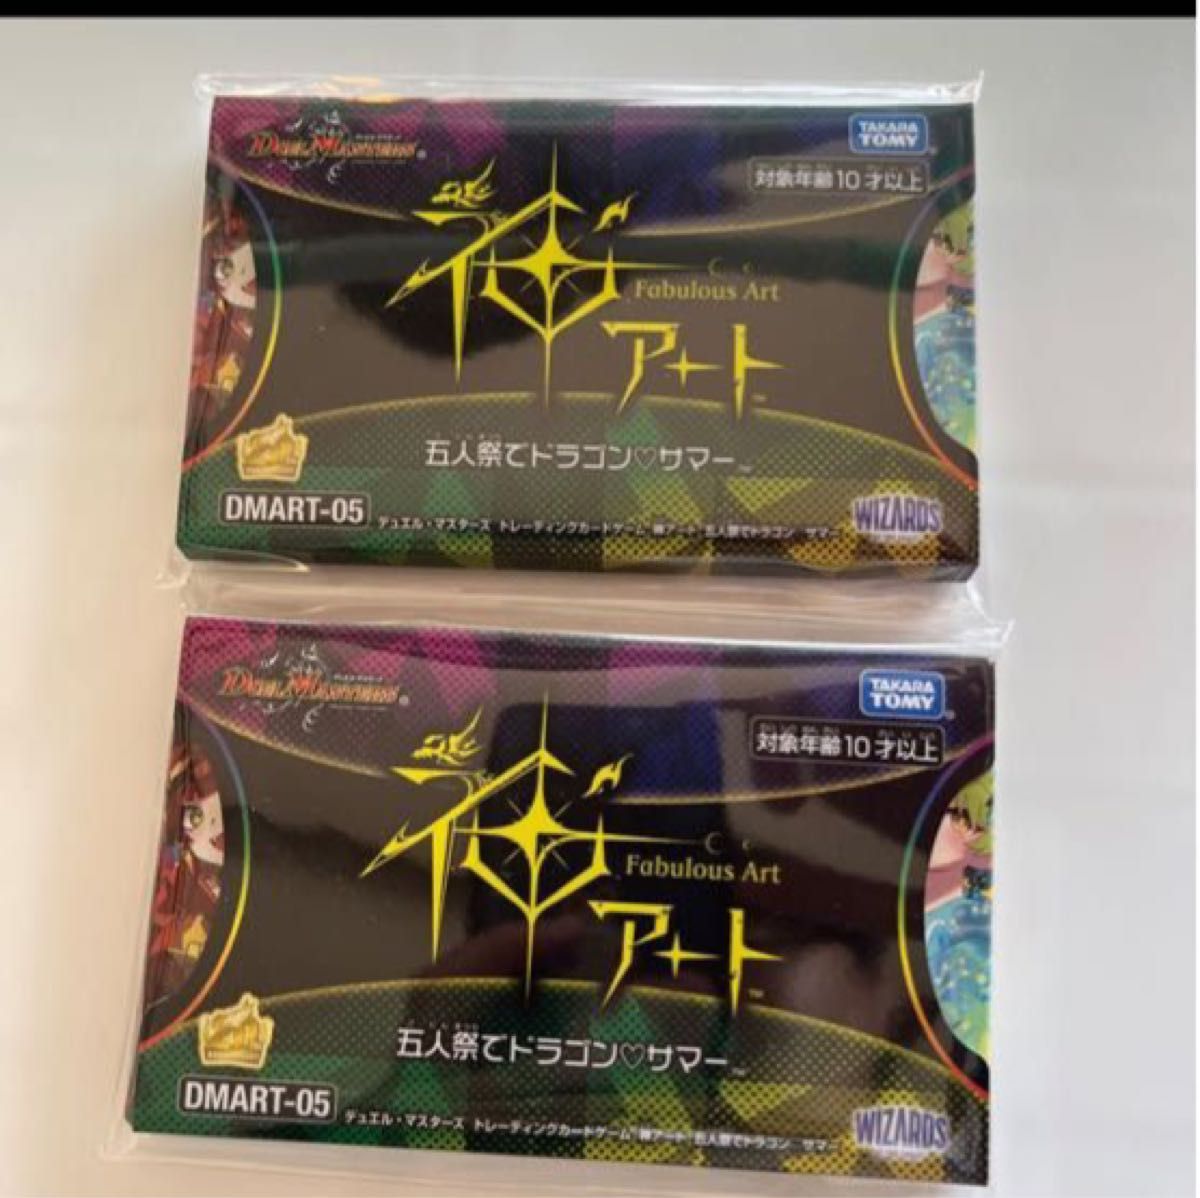 DUEL MASTERS
TAKARA TOMY
対象年齢10才以上
神
Fabulous Art
アート
五人祭でドラゴン♡サマー
DMART-05
デュエル・マスターズ トレーディングカードゲーム 神アート 五人祭でドラゴン サマー
WIZARDS
DUEL MASTERS
TAKARA TOMY
対象年齢10才以上
神
Fabulous Art
アート
五人祭でドラゴン♡サマー
DMART-05
デュエル・マスターズ トレーディングカードゲーム 神アート 五人祭でドラゴン サマー
WIZARDS